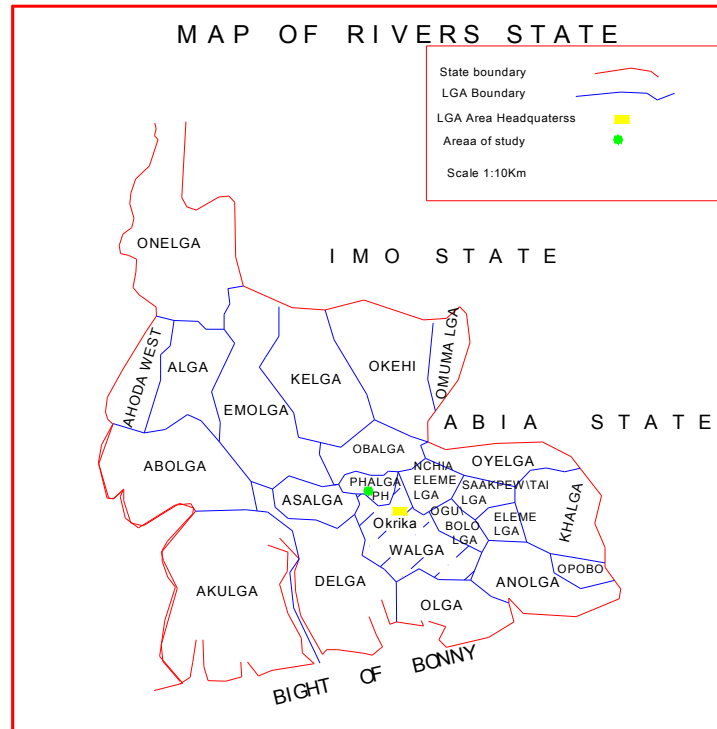 MAP OF RIVERS STATE
State boundary
LGA Boundary
LGA Area Headquaterss
Areaa of study
Scale 1:10Km
ONELGA
IMO STATE
AHODA WEST
ALGA
EMOLGA
KELGA
OKEHI
OMUMA LGA
ABIA STATE
ABOLGA
OBALGA
OYELGA
ASALGA
PHALGA
PH
NCHIA
ELEME
LGA
SAAKPEW\TAI
LGA
KHALGA
Okrika
OGU\
BOLO
LGA
ELEME
LGA
WALGA
AKULGA
DELGA
OLGA
ANOLGA
OPOBO
BIGHT OF BONNY